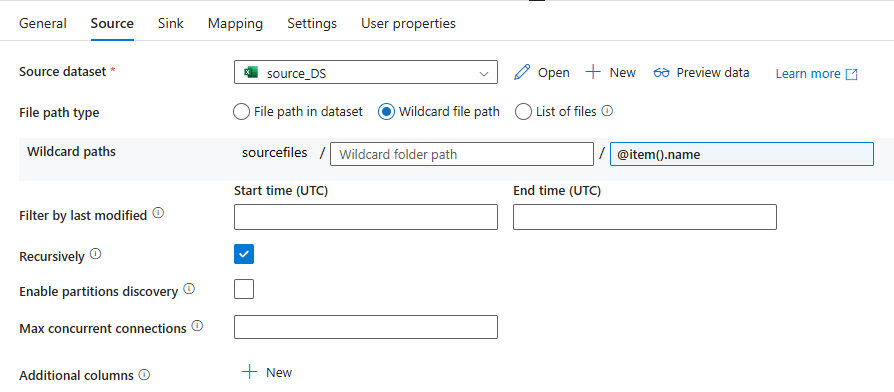 General Source Sink Mapping Settings User properties
Source dataset * source_DS Open New Preview data Learn more
File path type File path in dataset Wildcard file path List of files
Wildcard paths sourcefiles / Wildcard folder path / @item().name
Start time (UTC) End time (UTC)
Filter by last modified
Recursively
Enable partitions discovery
Max concurrent connections
Additional columns New